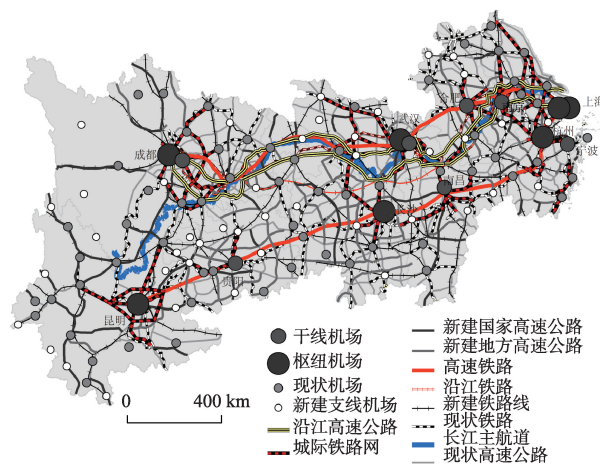 上海
合肥
武汉
杭州
成都
宁波
南昌
长沙
贵阳
昆明
干线机场
枢纽机场
现状机场
新建支线机场
沿江高速公路
城际铁路网
0 400 km
新建国家高速公路
新建地方高速公路
高速铁路
沿江铁路
新建铁路线
现状铁路
长江主航道
现状高速公路